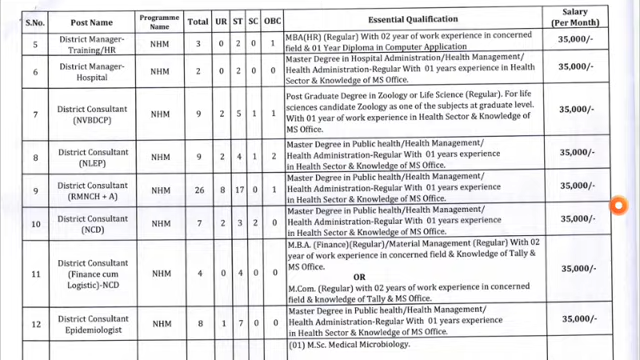 S.No. Post Name Programme Name Total UR ST SC OBC Essential Qualification Salary (Per Month)
5 District Manager-Training/HR NHM 3 0 2 0 1 MBA(HR) (Regular) With 02 year of work experience in concerned
field & 01 Year Diploma in Computer Application 35,000/-
6 District Manager-Hospital NHM 2 0 2 0 0 Master Degree in Hospital Administration/Health Management/
Health Administration-Regular With 01 years experience in Health
Sector & Knowledge of MS Office. 35,000/-
7 District Consultant (NVBDCP) NHM 9 2 5 1 1 Post Graduate Degree in Zoology or Life Science (Regular). For life
sciences candidate Zoology as one of the subjects at graduate level.
With 01 year of work experience in Health Sector & Knowledge of
MS Office. 35,000/-
8 District Consultant (NLEP) NHM 9 2 4 1 2 Master Degree in Public health/Health Management/
Health Administration-Regular With 01 years experience
in Health Sector & Knowledge of MS Office. 35,000/-
9 District Consultant (RMNCH + A) NHM 26 8 17 0 1 Master Degree in Public health/Health Management/
Health Administration-Regular With 01 years experience
in Health Sector & Knowledge of MS Office. 35,000/-
10 District Consultant (NCD) NHM 7 2 3 2 0 Master Degree in Public health/Health Management/
Health Administration-Regular With 01 years experience
in Health Sector & Knowledge of MS Office. 35,000/-
11 District Consultant (Finance cum Logistic)-NCD NHM 4 0 4 0 0 M.B.A. (Finance)(Regular)/Material Management (Regular) With 02
year of work experience in concerned field & Knowledge of Tally &
MS Office.
OR
M.Com. (Regular) with 02 years of work experience in concerned
field & knowledge of Tally & MS Office. 35,000/-
12 District Consultant Epidemiologist NHM 8 1 7 0 0 Master Degree in Public health/Health Management/
Health Administration-Regular With 01 years experience
in Health Sector & Knowledge of MS Office. 35,000/-
(01) M.Sc. Medical Microbiology.